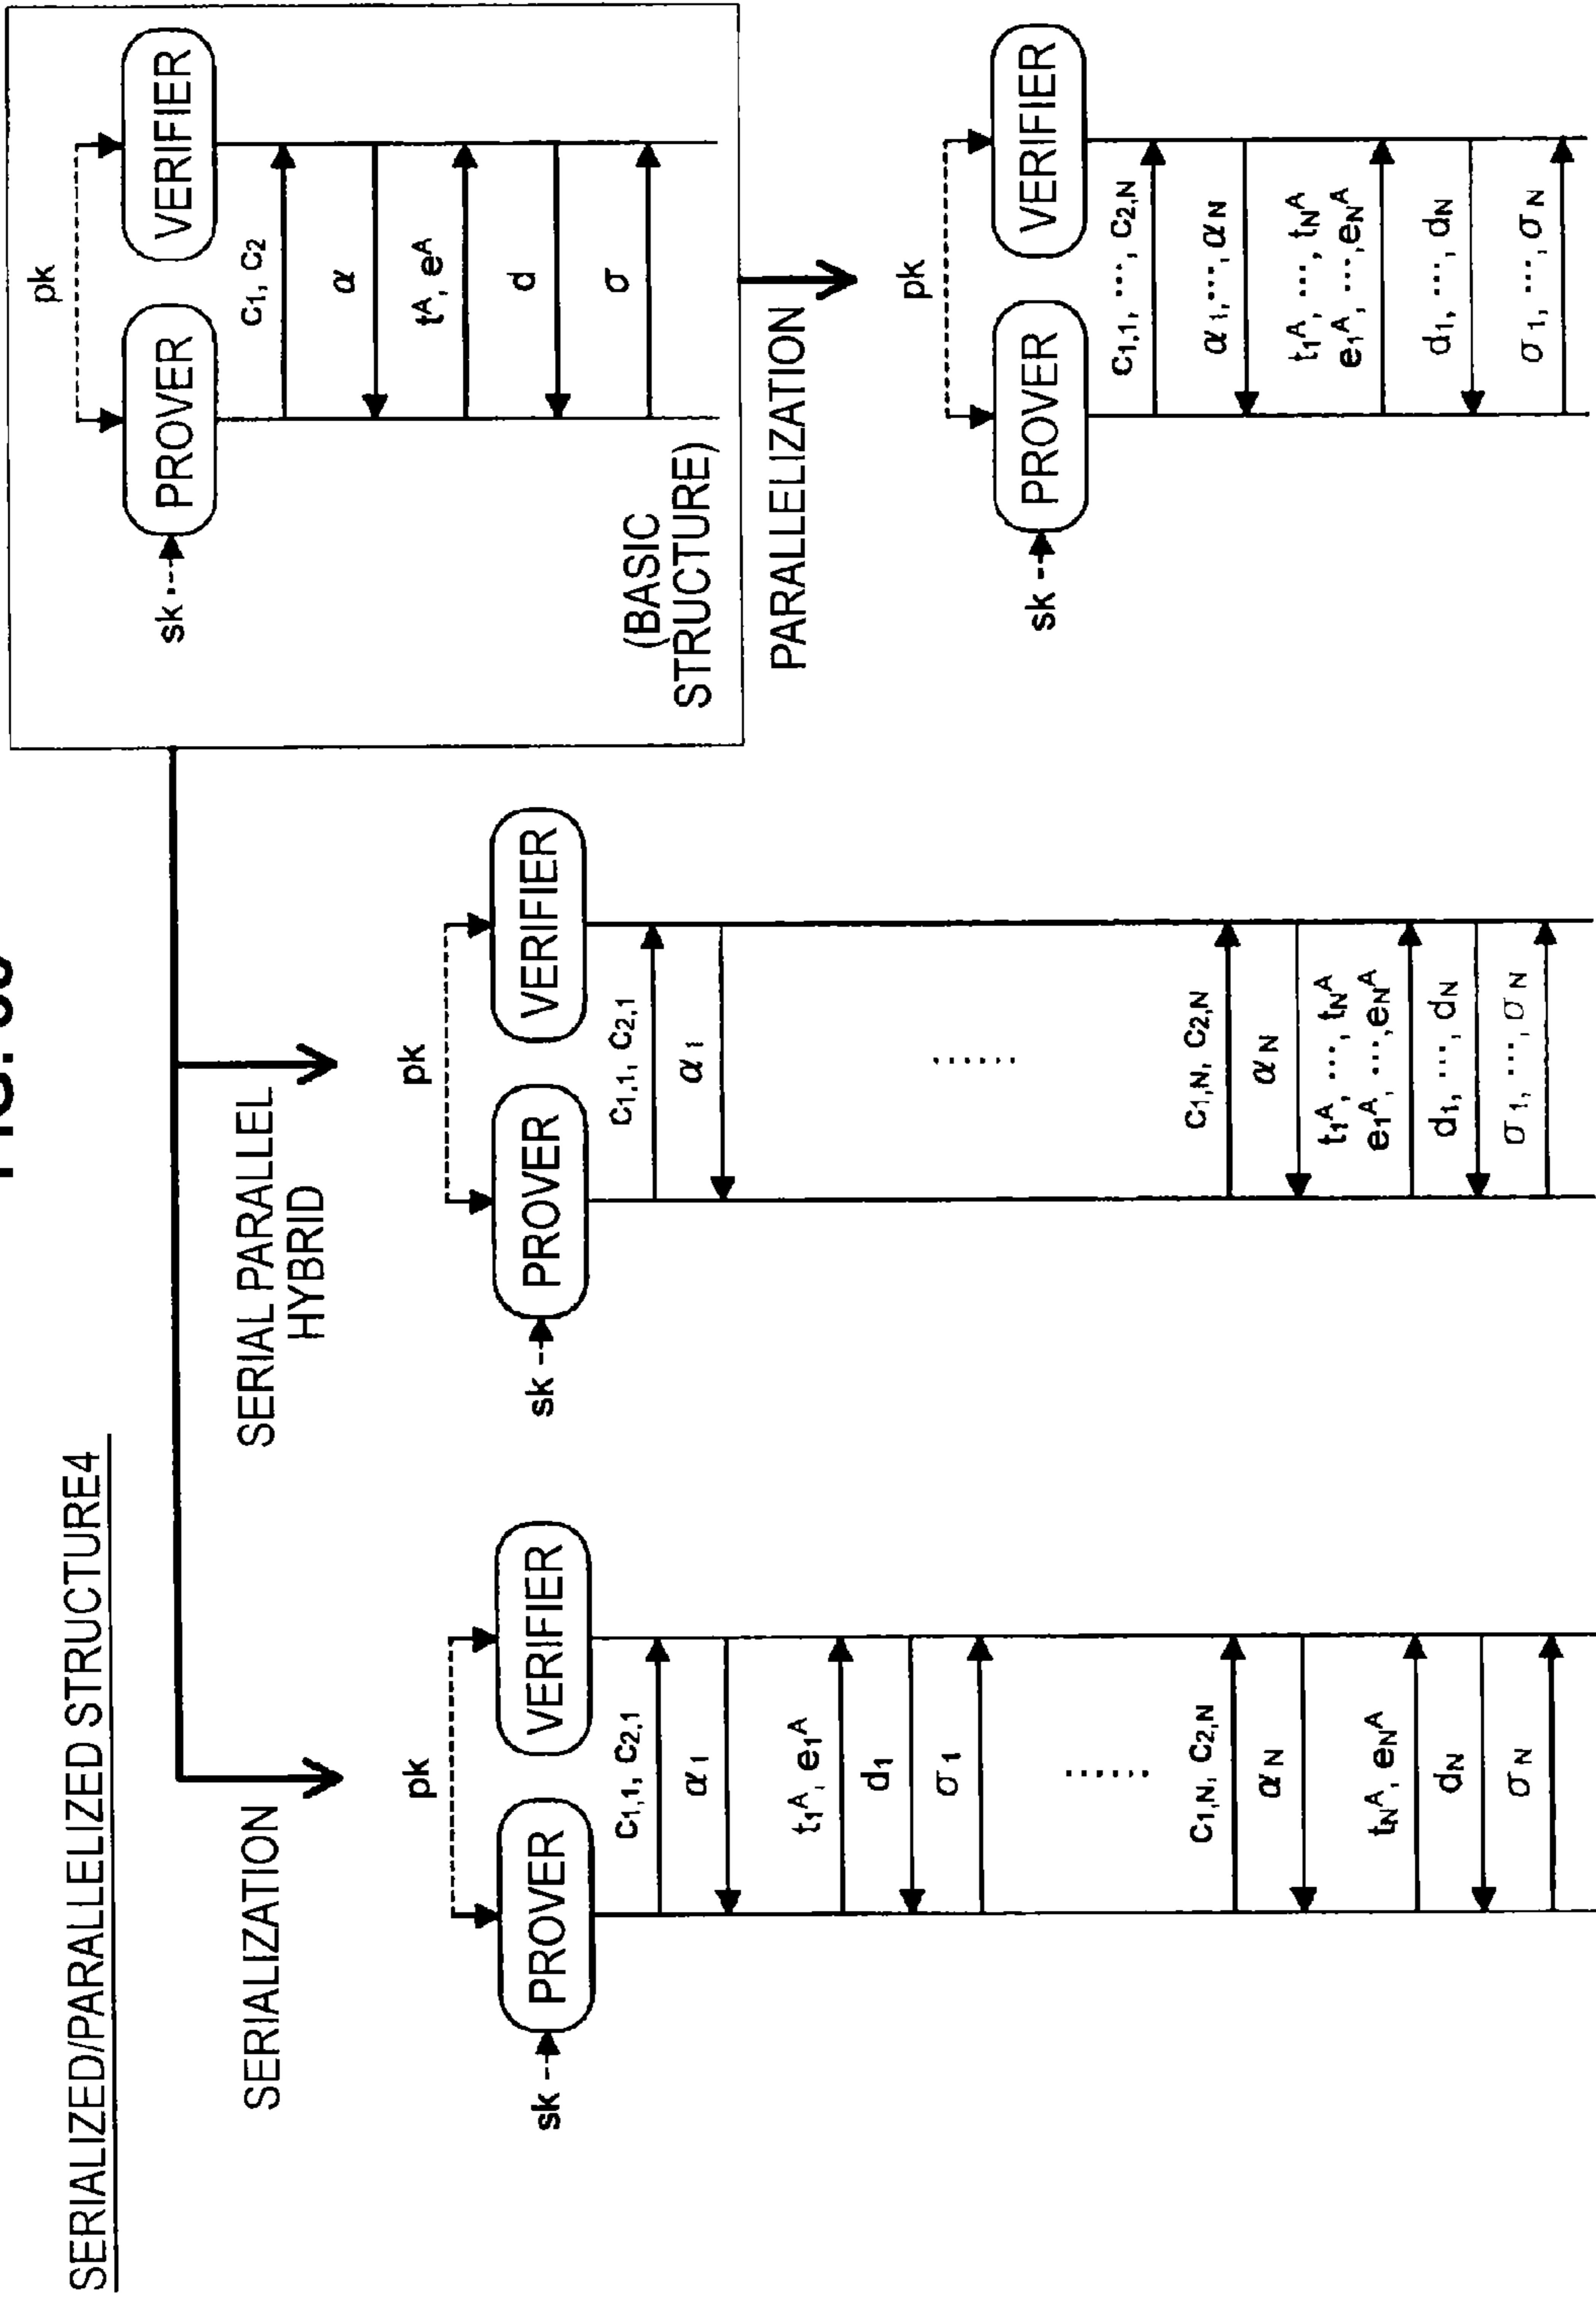 SERIALIZED/PARALLELIZED STRUCTURE4
pk
sk
PROVER
VERIFIER
c₁, c₂
α
tᴬ, eᴬ
d
σ
(BASIC
STRUCTURE)
SERIALIZATION
pk
sk
PROVER
VERIFIER
c₁,₁, c₂,₁
α₁
t₁ᴬ, e₁ᴬ
d₁
σ₁
......
c₁,N, c₂,N
αN
tNᴬ, eNᴬ
dN
σN
SERIAL PARALLEL
HYBRID
pk
sk
PROVER
VERIFIER
c₁,₁, c₂,₁
α₁
......
c₁,N, c₂,N
αN
t₁ᴬ, ..., tNᴬ
e₁ᴬ, ...,eNᴬ
d₁, ..., dN
σ₁, ..., σN
PARALLELIZATION
pk
sk
PROVER
VERIFIER
c₁,₁, ..., c₂,N
α₁,..., αN
t₁ᴬ, ..., tNᴬ
e₁ᴬ, ...,eNᴬ
d₁, ..., dN
σ₁, ..., σN